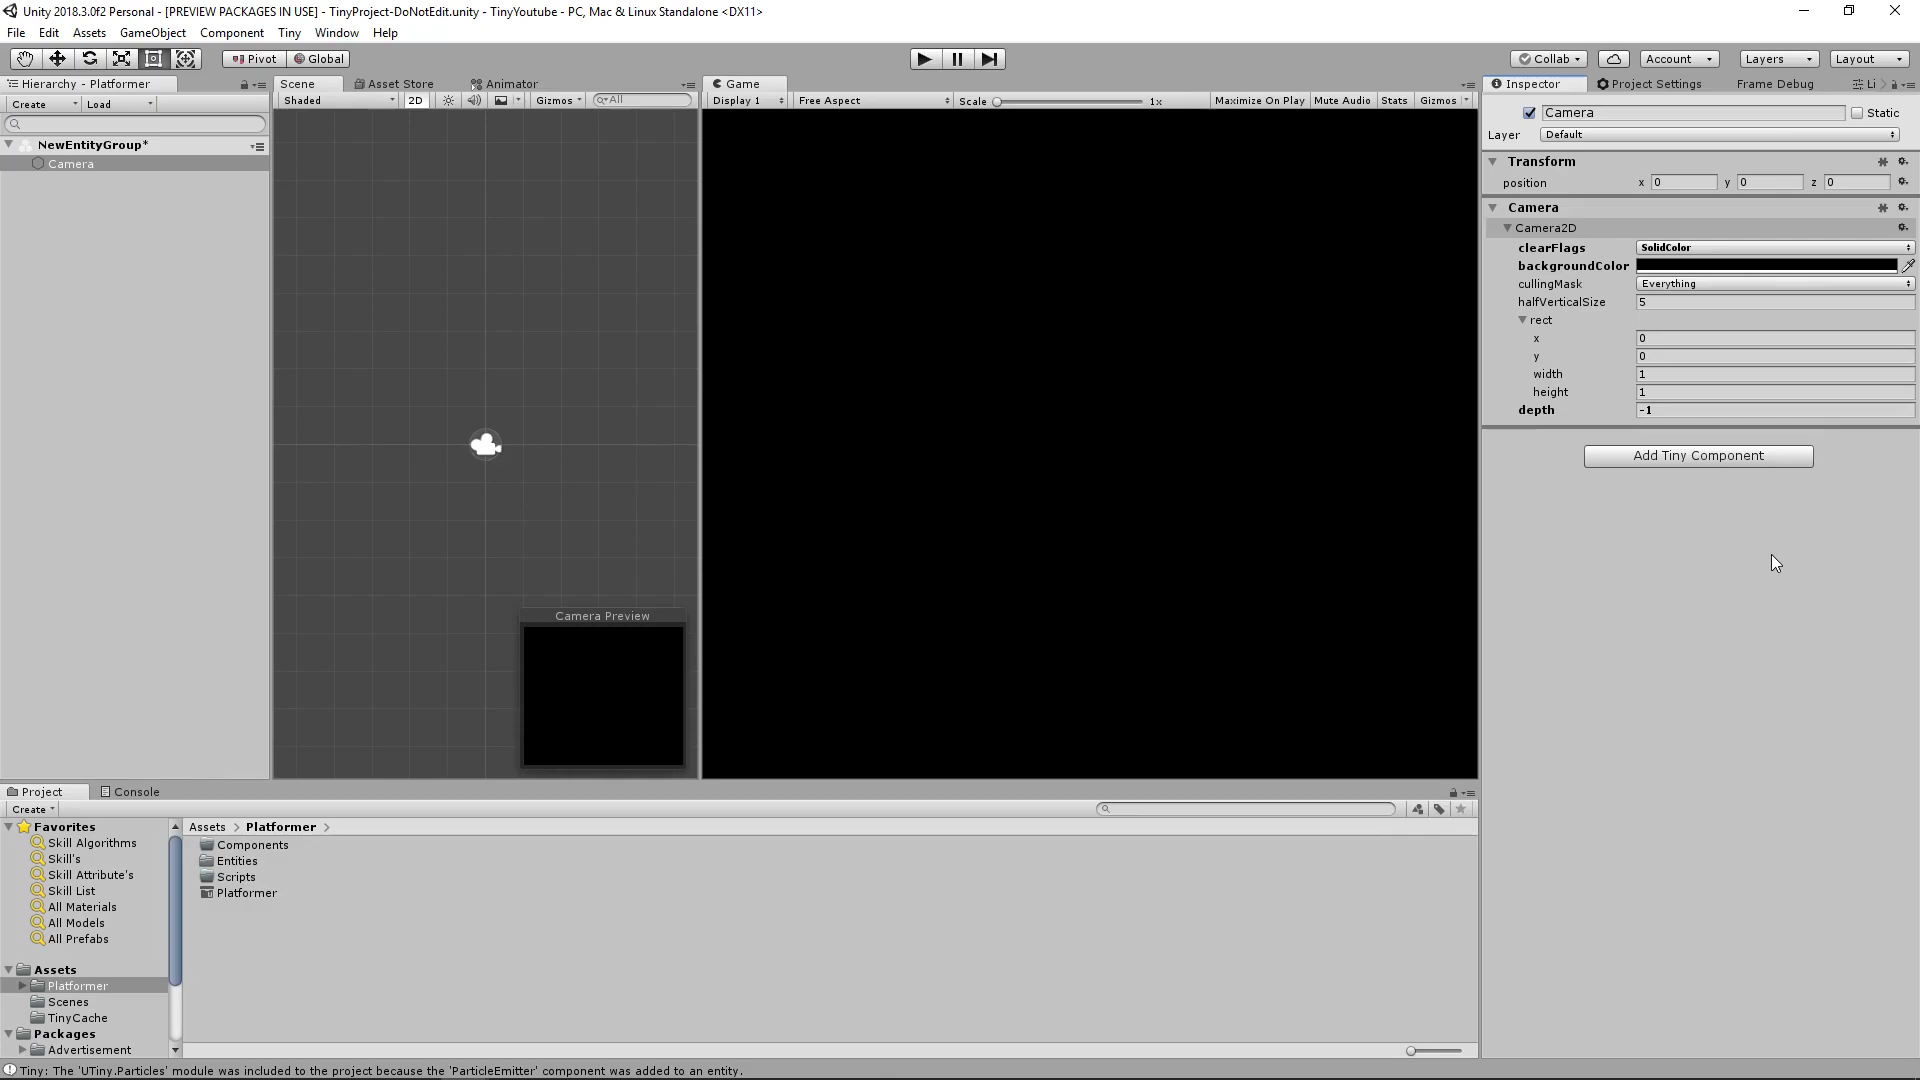 Unity 2018.3.0f2 Personal - [PREVIEW PACKAGES IN USE] - TinyProject-DoNotEdit.unity - TinyYoutube - PC, Mac & Linux Standalone <DX11>
File Edit Assets GameObject Component Tiny Window Help
Pivot Global Collab Account Layers Layout
Hierarchy - Platformer
Create Load
NewEntityGroup*
Camera
Scene Asset Store Animator
Shaded 2D Gizmos All
Camera Preview
Game
Display 1 Free Aspect Scale 1x Maximize On Play Mute Audio Stats Gizmos
Inspector Project Settings Frame Debug Li
Camera Static
Layer Default
Transform
position x 0 y 0 z 0
Camera
Camera2D
clearFlags SolidColor
backgroundColor
cullingMask Everything
halfVerticalSize 5
rect
x 0
y 0
width 1
height 1
depth -1
Add Tiny Component
Project Console
Create
Favorites
Skill Algorithms
Skill's
Skill Attribute's
Skill List
All Materials
All Models
All Prefabs
Assets
Platformer
Scenes
TinyCache
Packages
Advertisement
Assets > Platformer >
Components
Entities
Scripts
Platformer
Tiny: The 'UTiny.Particles' module was included to the project because the 'ParticleEmitter' component was added to an entity.